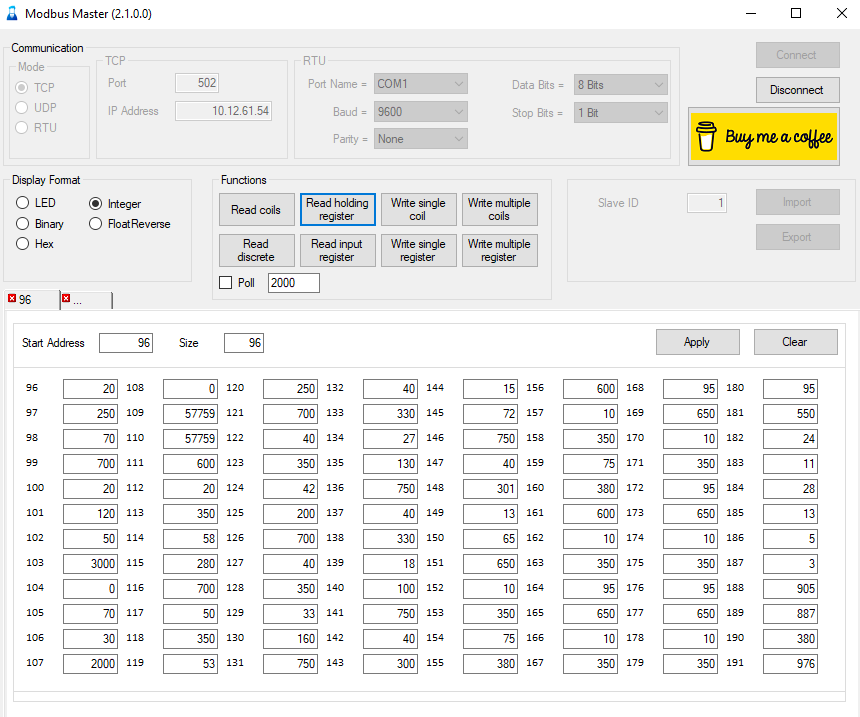 Modbus Master (2.1.0.0)
Communication
Mode
TCP
UDP
RTU
TCP
Port 502
IP Address 10.12.61.54
RTU
Port Name = COM1 Data Bits = 8 Bits
Baud = 9600 Stop Bits = 1 Bit
Parity = None
Connect
Disconnect
Buy me a coffee
Display Format
LED Integer
Binary FloatReverse
Hex
Functions
Read coils
Read holding
register
Write single
coil
Write multiple
coils
Read
discrete
Read input
register
Write single
register
Write multiple
register
Poll 2000
Slave ID 1
Import
Export
96 ...
Start Address 96 Size 96 Apply Clear
96 20 108 0 120 250 132 40 144 15 156 600 168 95 180 95
97 250 109 57759 121 700 133 330 145 72 157 10 169 650 181 550
98 70 110 57759 122 40 134 27 146 750 158 350 170 10 182 24
99 700 111 600 123 350 135 130 147 40 159 75 171 350 183 11
100 20 112 20 124 42 136 750 148 301 160 380 172 95 184 28
101 120 113 350 125 200 137 40 149 13 161 600 173 650 185 13
102 50 114 58 126 700 138 330 150 65 162 10 174 10 186 5
103 3000 115 280 127 40 139 18 151 650 163 350 175 350 187 3
104 0 116 700 128 350 140 100 152 10 164 95 176 95 188 905
105 70 117 50 129 33 141 750 153 350 165 650 177 650 189 887
106 30 118 350 130 160 142 40 154 75 166 10 178 10 190 380
107 2000 119 53 131 750 143 300 155 380 167 350 179 350 191 976